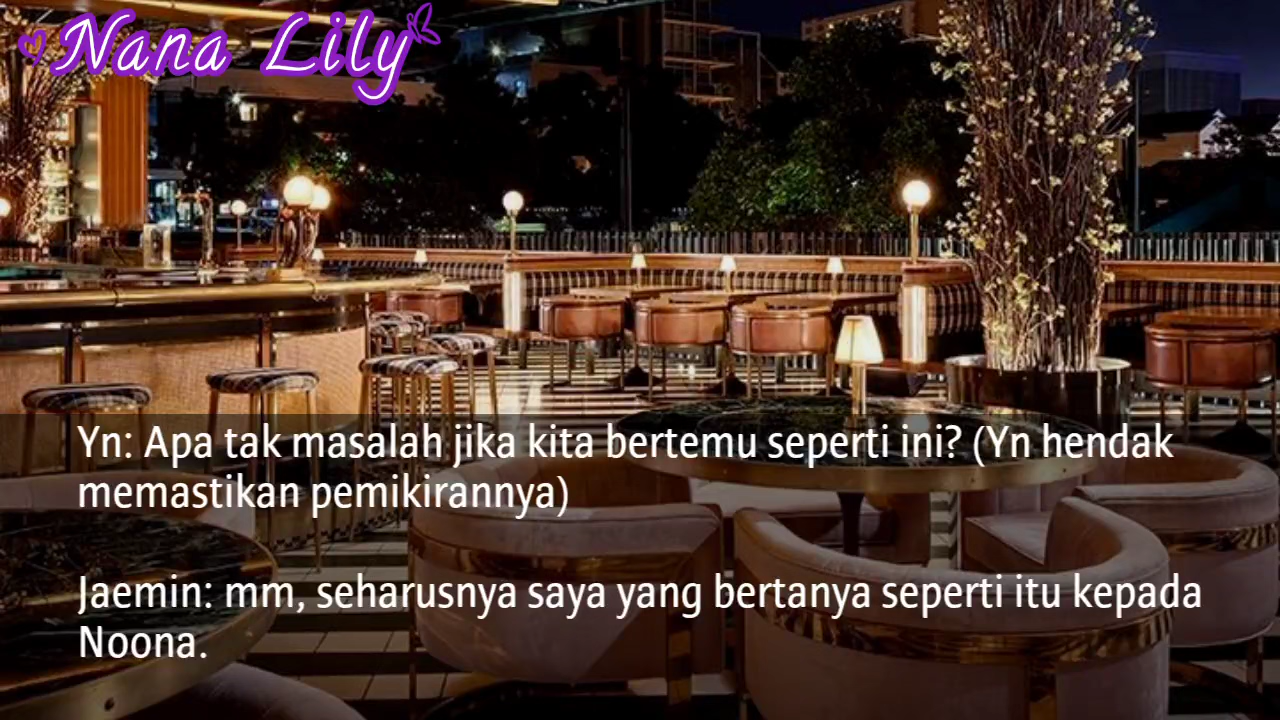 Nana Lily
Yn: Apa tak masalah jika kita bertemu seperti ini? (Yn hendak
memastikan pemikirannya)
Jaemin: mm, seharusnya saya yang bertanya seperti itu kepada
Noona.